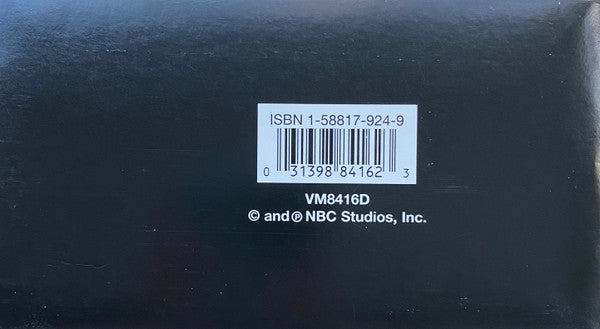 ISBN 1-58817-924-9
0 31398 84162 3
VM8416D
© and ℗ NBC Studios, Inc.